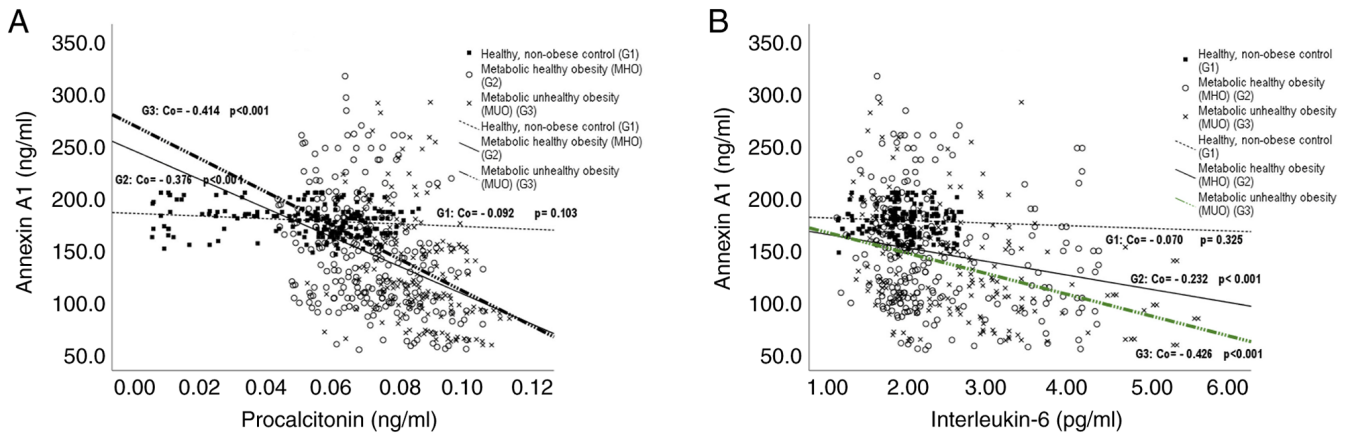 A
Annexin A1 (ng/ml)
350.0
300.0
250.0
200.0
150.0
100.0
50.0
0.00 0.02 0.04 0.06 0.08 0.10 0.12
Procalcitonin (ng/ml)
Healthy, non-obese control (G1)
Metabolic healthy obesity (MHO)
(G2)
Metabolic unhealthy obesity
(MUO) (G3)
Healthy, non-obese control (G1)
Metabolic healthy obesity (MHO)
(G2)
Metabolic unhealthy obesity
(MUO) (G3)
G3: Co= - 0.414 p<0.001
G2: Co= - 0.376 p<0.001
G1: Co= - 0.092 p= 0.103
B
Annexin A1 (ng/ml)
350.0
300.0
250.0
200.0
150.0
100.0
50.0
1.00 2.00 3.00 4.00 5.00 6.00
Interleukin-6 (pg/ml)
Healthy, non-obese control
(G1)
Metabolic healthy obesity
(MHO) (G2)
Metabolic unhealthy obesity
(MUO) (G3)
Healthy, non-obese control
(G1)
Metabolic healthy obesity
(MHO) (G2)
Metabolic unhealthy obesity
(MUO) (G3)
G1: Co= - 0.070 p= 0.325
G2: Co= - 0.232 p< 0.001
G3: Co= - 0.426 p<0.001